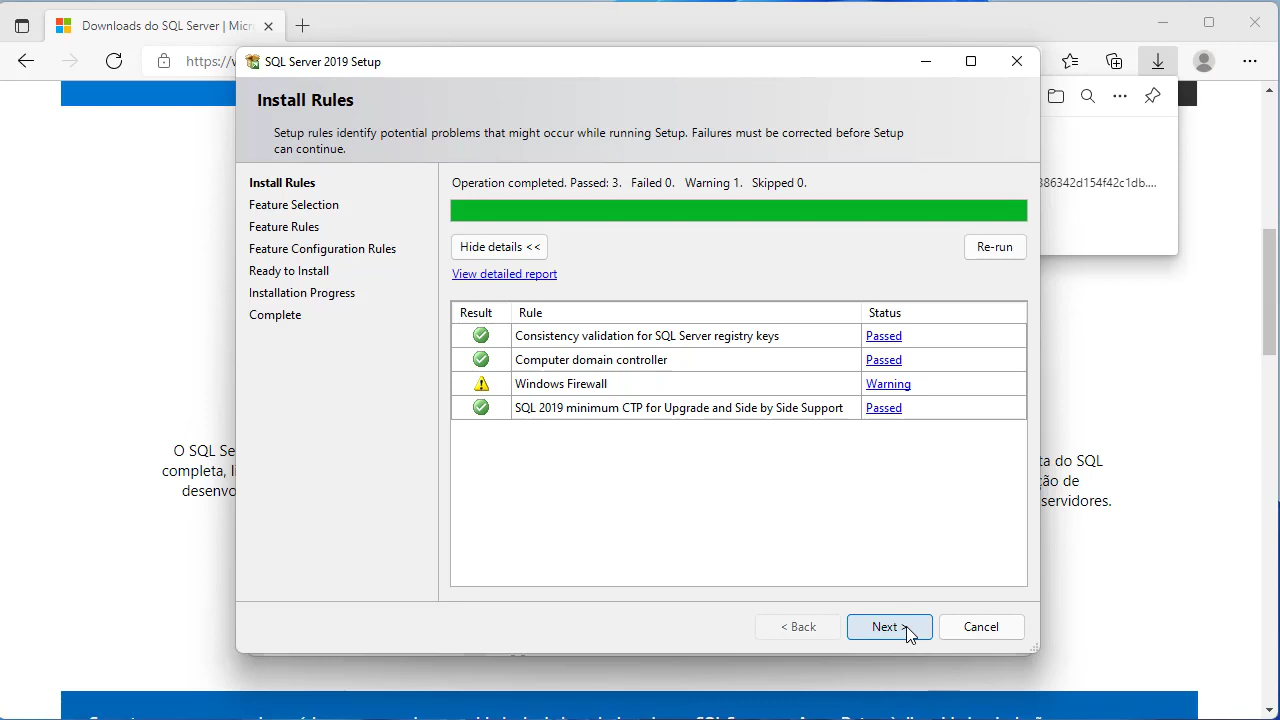 Downloads do SQL Server | Micr
https://w
SQL Server 2019 Setup
Install Rules
Setup rules identify potential problems that might occur while running Setup. Failures must be corrected before Setup
can continue.
Install Rules
Feature Selection
Feature Rules
Feature Configuration Rules
Ready to Install
Installation Progress
Complete
Operation completed. Passed: 3. Failed 0. Warning 1. Skipped 0.
Hide details <<
Re-run
View detailed report
Result Rule Status
Consistency validation for SQL Server registry keys Passed
Computer domain controller Passed
Windows Firewall Warning
SQL 2019 minimum CTP for Upgrade and Side by Side Support Passed
< Back Next > Cancel
386342d154f42c1db....
O SQL Se
completa, l
desenvo
ta do SQL
ção de
servidores.